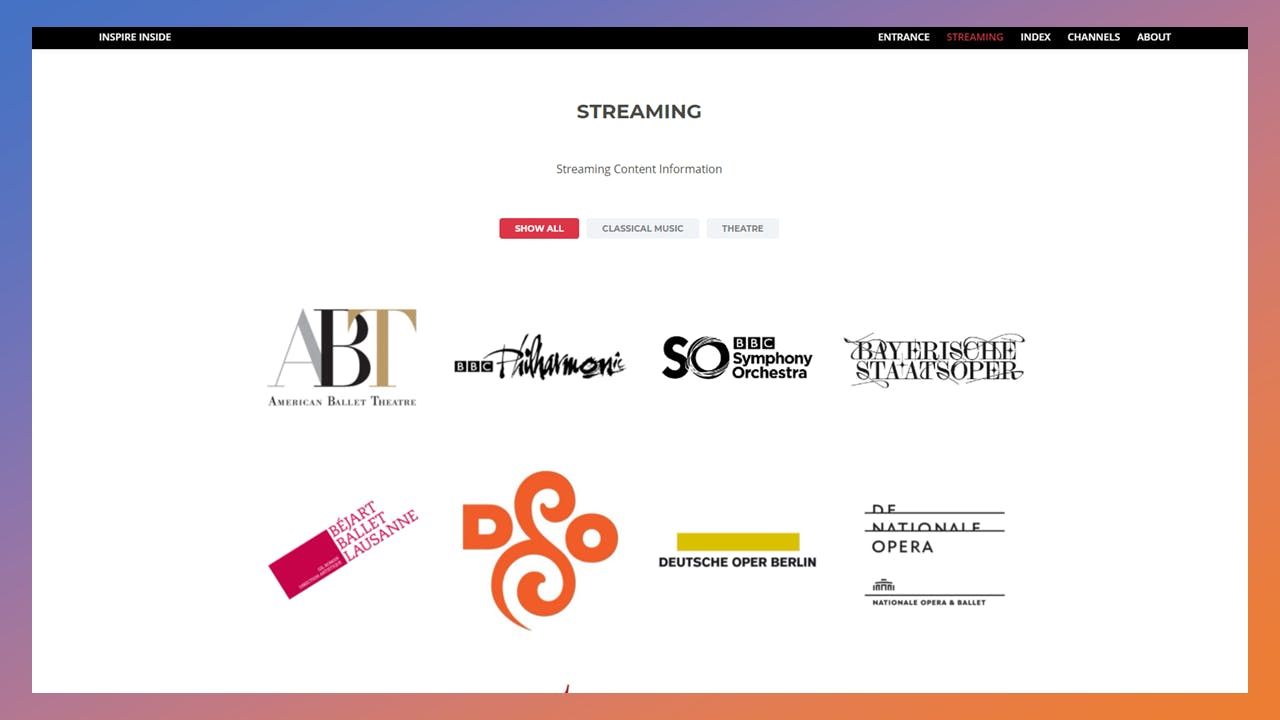 INSPIRE INSIDE
ENTRANCE STREAMING INDEX CHANNELS ABOUT
STREAMING
Streaming Content Information
SHOW ALL CLASSICAL MUSIC THEATRE
ABT
AMERICAN BALLET THEATRE
BBC Philharmonic
SO BBC
Symphony
Orchestra
BAYERISCHE
STAATSOPER
BÉJART
BALLET
LAUSANNE
DSO
DEUTSCHE OPER BERLIN
DE
NATIONALE
OPERA
NATIONALE OPERA & BALLET